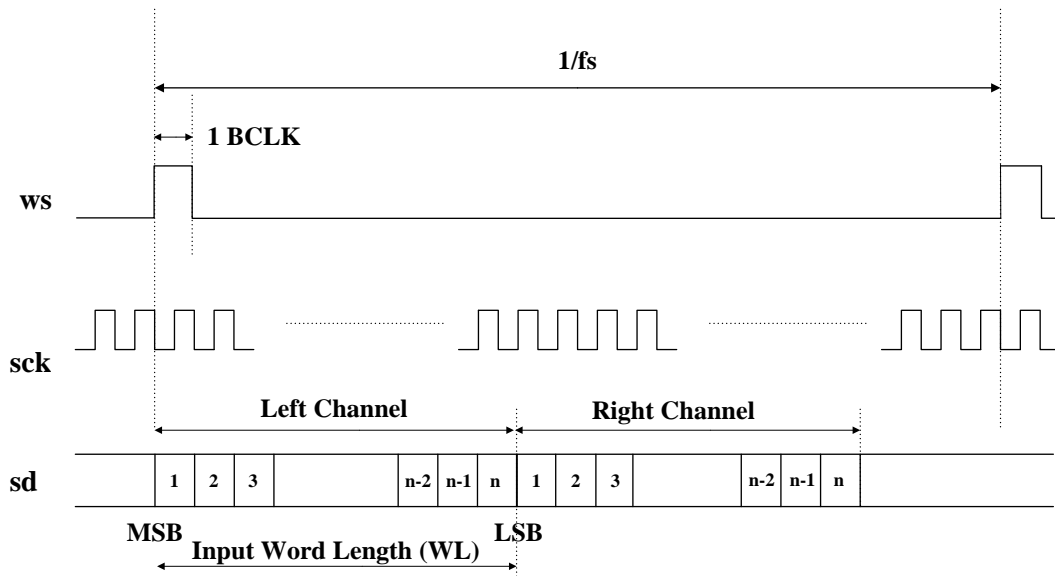 1/fs
1 BCLK
ws
sck
Left Channel
Right Channel
sd
1 2 3 n-2 n-1 n 1 2 3 n-2 n-1 n
MSB
LSB
Input Word Length (WL)